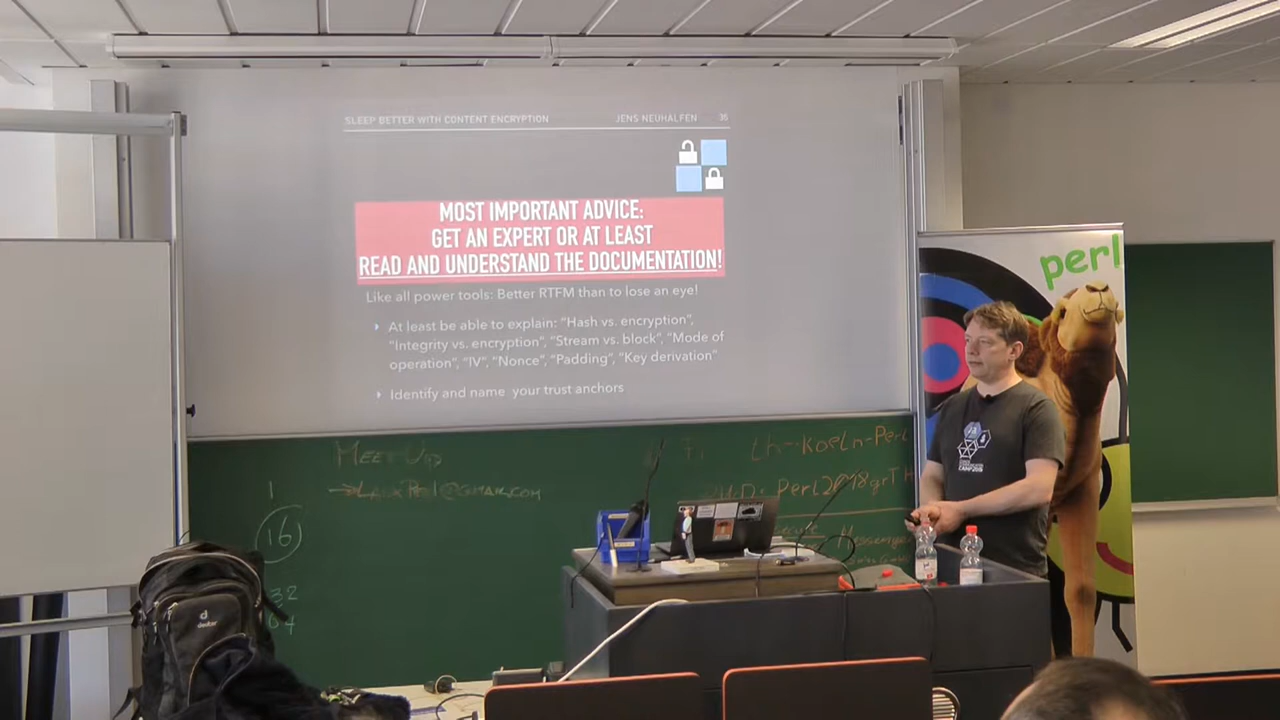 SLEEP BETTER WITH CONTENT ENCRYPTION JENS NEUHALFEN 36
MOST IMPORTANT ADVICE:
GET AN EXPERT OR AT LEAST
READ AND UNDERSTAND THE DOCUMENTATION!
Like all power tools: Better RTFM than to lose an eye!
At least be able to explain: “Hash vs. encryption”,
“Integrity vs. encryption”, “Stream vs. block”, “Mode of
operation”, “IV”, “Nonce”, “Padding”, “Key derivation”
Identify and name your trust anchors
perl
MEETUP
1
16
32
64
deuter
CAMP2018